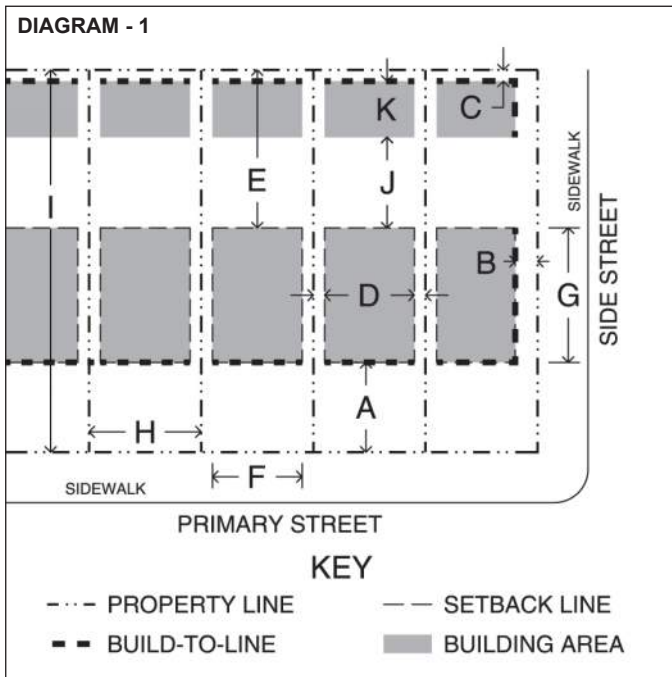 DIAGRAM - 1
C
K
E
J
I
SIDEWALK
B
D
G
SIDE STREET
A
H
F
SIDEWALK
PRIMARY STREET
KEY
PROPERTY LINE
SETBACK LINE
BUILD-TO-LINE
BUILDING AREA